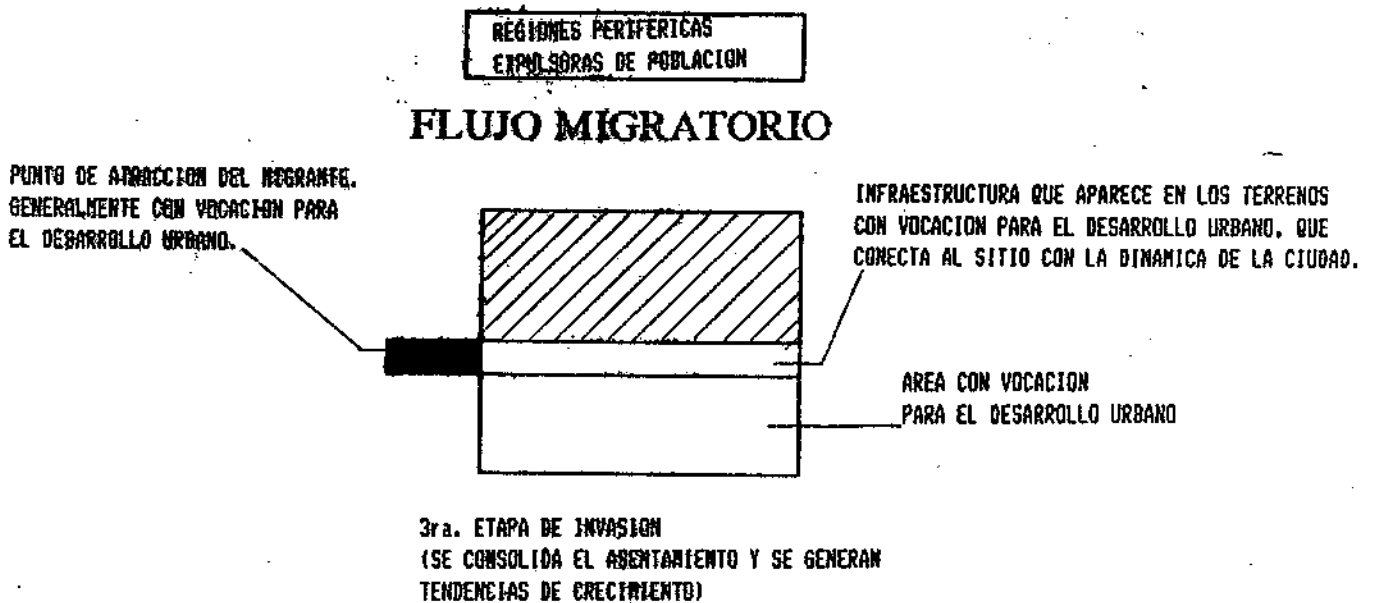 REGIONES PERIFERICAS
EXPULSORAS DE POBLACION
FLUJO MIGRATORIO
PUNTO DE ATRACCION DEL MIGRANTE.
GENERALMENTE CON VOCACION PARA
EL DESARROLLO URBANO.
INFRAESTRUCTURA QUE APARECE EN LOS TERRENOS
CON VOCACION PARA EL DESARROLLO URBANO. QUE
CONECTA AL SITIO CON LA DINAMICA DE LA CIUDAD.
AREA CON VOCACION
PARA EL DESARROLLO URBANO
3ra. ETAPA DE INVASION
(SE CONSOLIDA EL ASENTAMIENTO Y SE GENERAN
TENDENCIAS DE CRECIMIENTO)